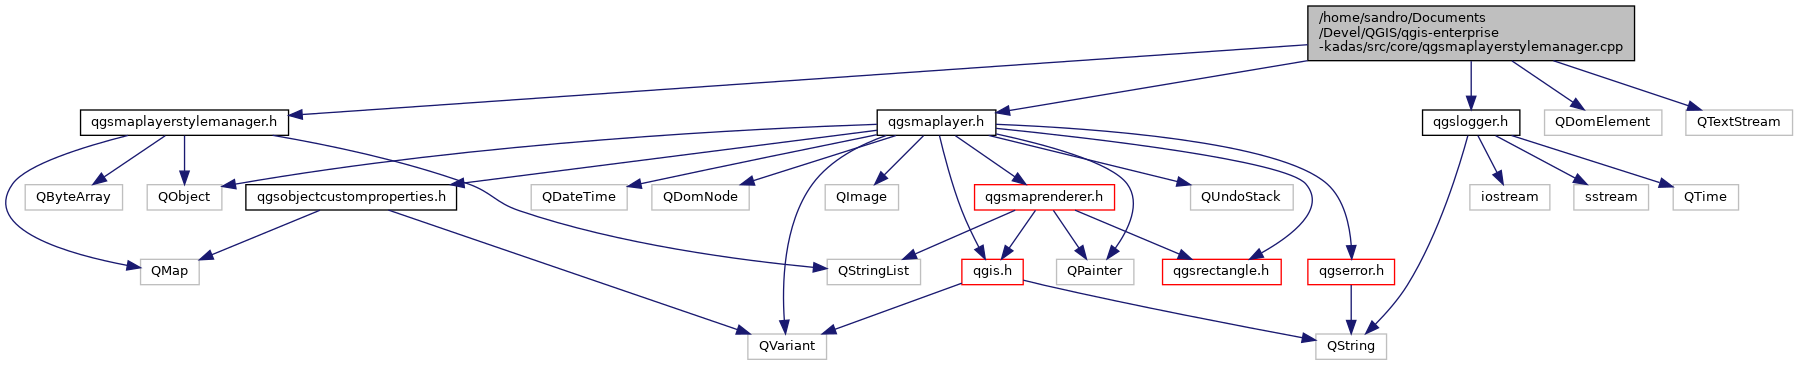 /home/sandro/Documents
/Devel/QGIS/qgis-enterprise
-kadas/src/core/qgsmaplayerstylemanager.cpp
qgsmaplayerstylemanager.h
qgsmaplayer.h
qgslogger.h
QDomElement
QTextStream
QByteArray
QObject
qgsobjectcustomproperties.h
QDateTime
QDomNode
QImage
qgsmaprenderer.h
QUndoStack
iostream
sstream
QTime
QMap
QStringList
qgis.h
QPainter
qgsrectangle.h
qgserror.h
QVariant
QString